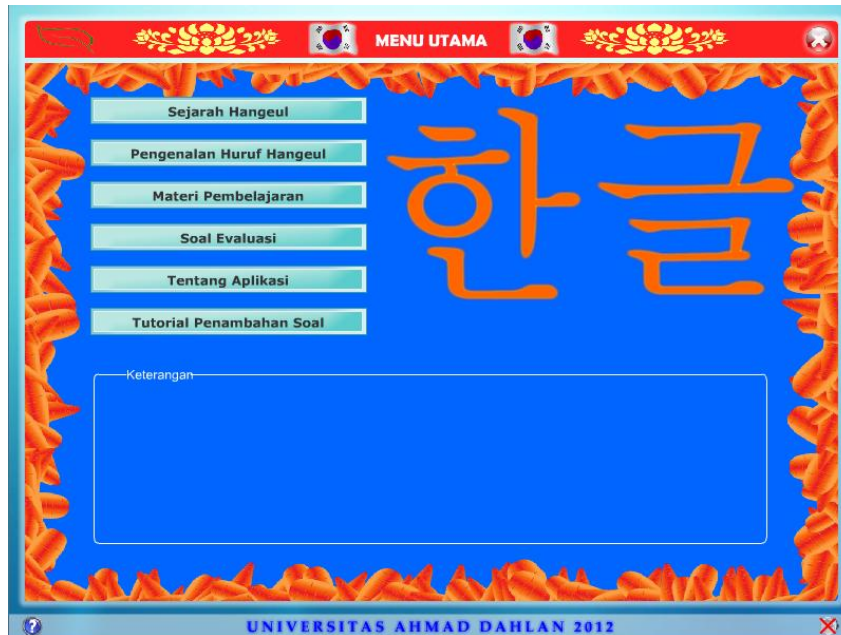 MENU UTAMA
Sejarah Hangeul
한글
Pengenalan Huruf Hangeul
Materi Pembelajaran
Soal Evaluasi
Tentang Aplikasi
Tutorial Penambahan Soal
Keterangan
UNIVERSITAS AHMAD DAHLAN 2012